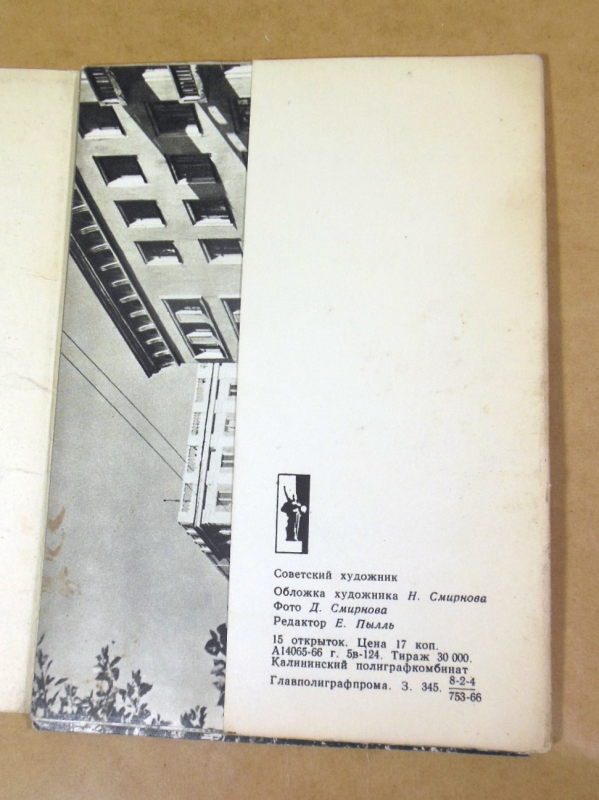 Советский художник
Обложка художника Н. Смирнова
Фото Д. Смирнова
Редактор Е. Пылль
15 открыток. Цена 17 коп.
А14065-66 г. 5в-124. Тираж 30 000.
Калининский полиграфкомбинат
Главполиграфпрома. З. 345. 8-2-4
753-66